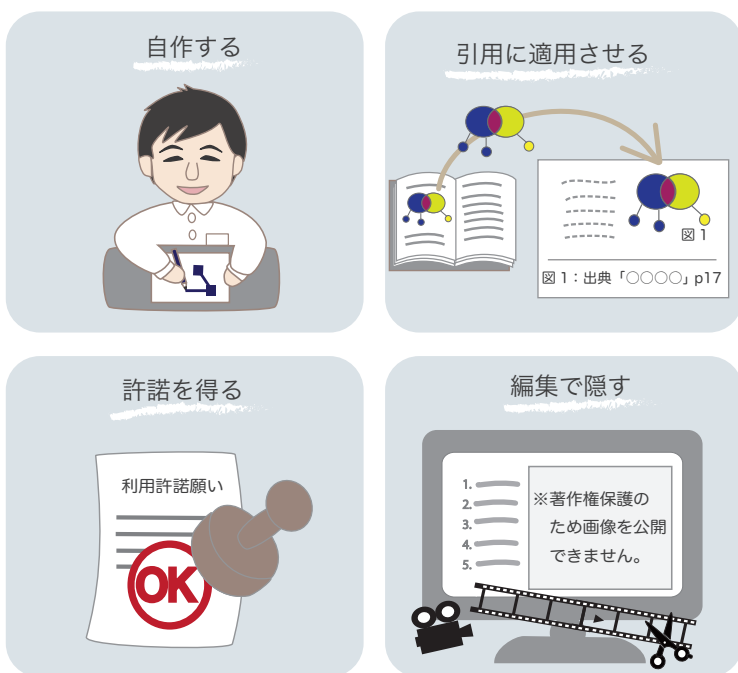 自作する
引用に適用させる
図 1
図 1：出典「○○○○」p17
許諾を得る
利用許諾願い
OK
編集で隠す
1.
2.
3.
4.
5.
※著作権保護の
ため画像を公開
できません。